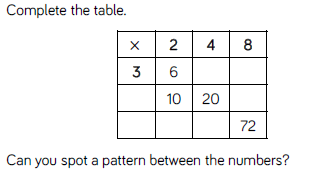 Complete the table.
× 2 4 8
3 6
10 20
72
Can you spot a pattern between the numbers?